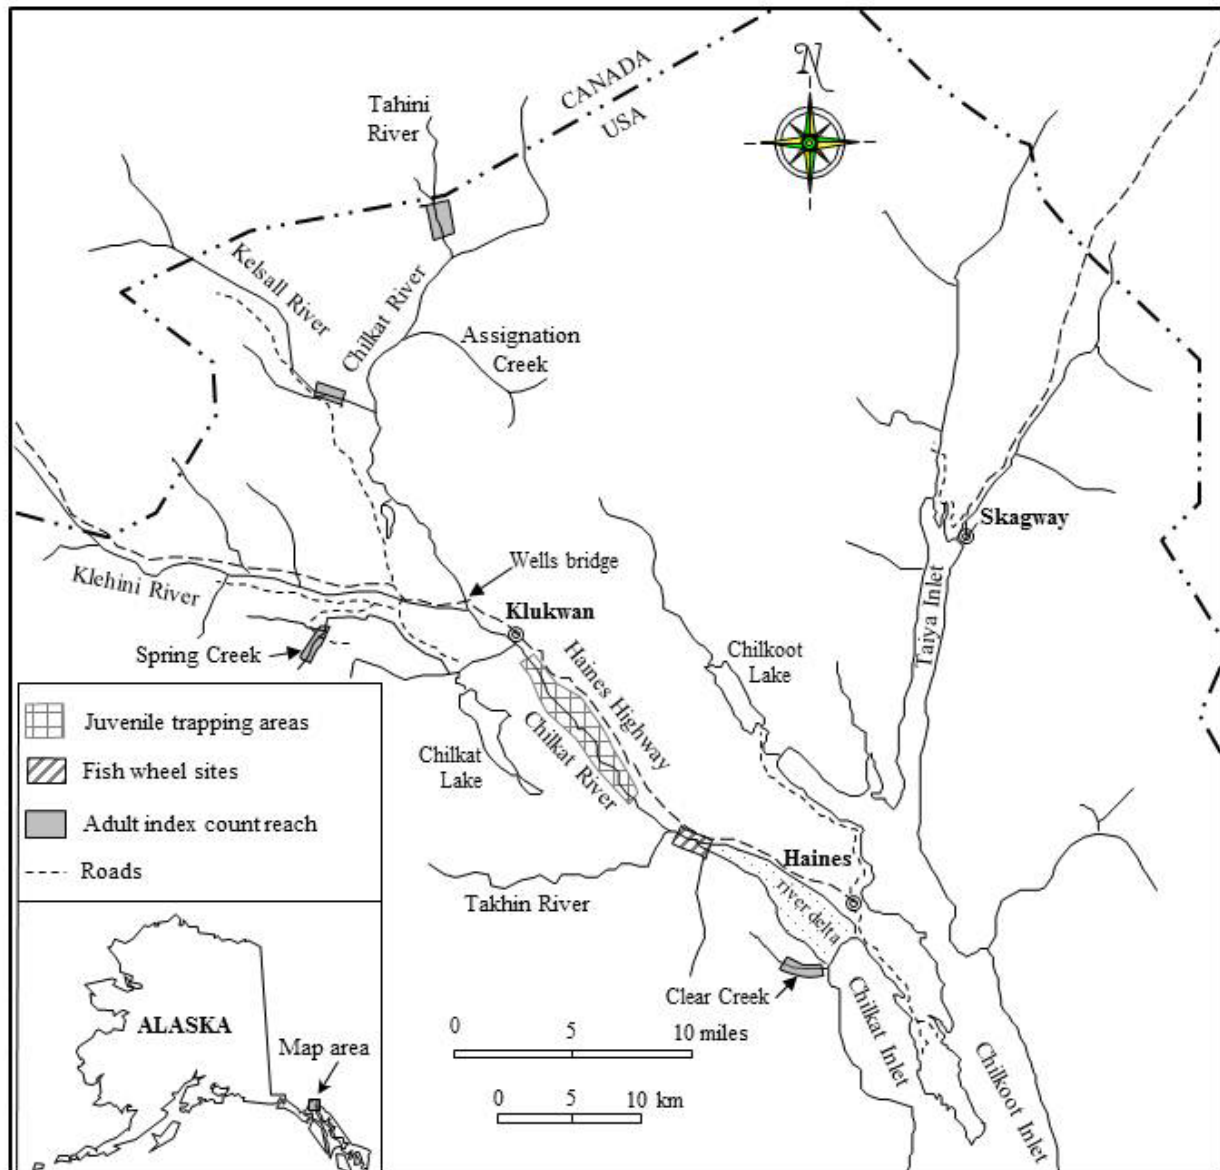 N
CANADA
USA
Tahini
River
Kelsall River
Chilkat River
Assignation
Creek
Skagway
Wells bridge
Klukwan
Klehini River
Spring Creek
Taiya Inlet
Chilkoot
Lake
Haines Highway
Chilkat River
Chilkat
Lake
Juvenile trapping areas
Fish wheel sites
Adult index count reach
Roads
Haines
river delta
Takhin River
Clear Creek
Chilkat Inlet
Chilkoot Inlet
ALASKA
Map area
0 5 10 miles
0 5 10 km